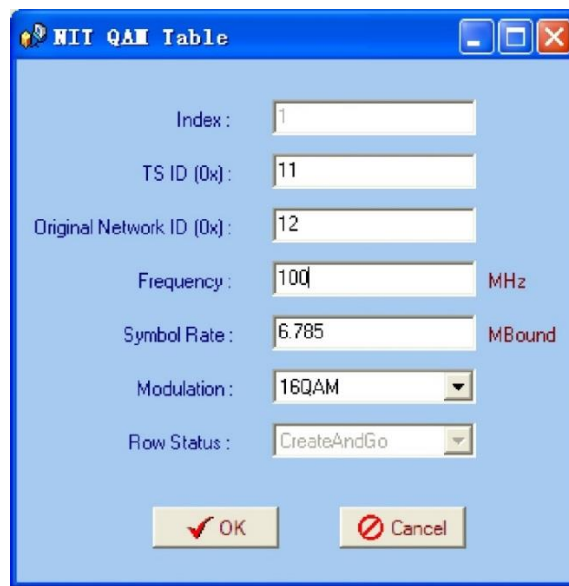 NIT QAM Table
Index : 1
TS ID (0x) : 11
Original Network ID (0x) : 12
Frequency : 100 MHz
Symbol Rate : 6.785 MBound
Modulation : 16QAM
Row Status : CreateAndGo
OK Cancel